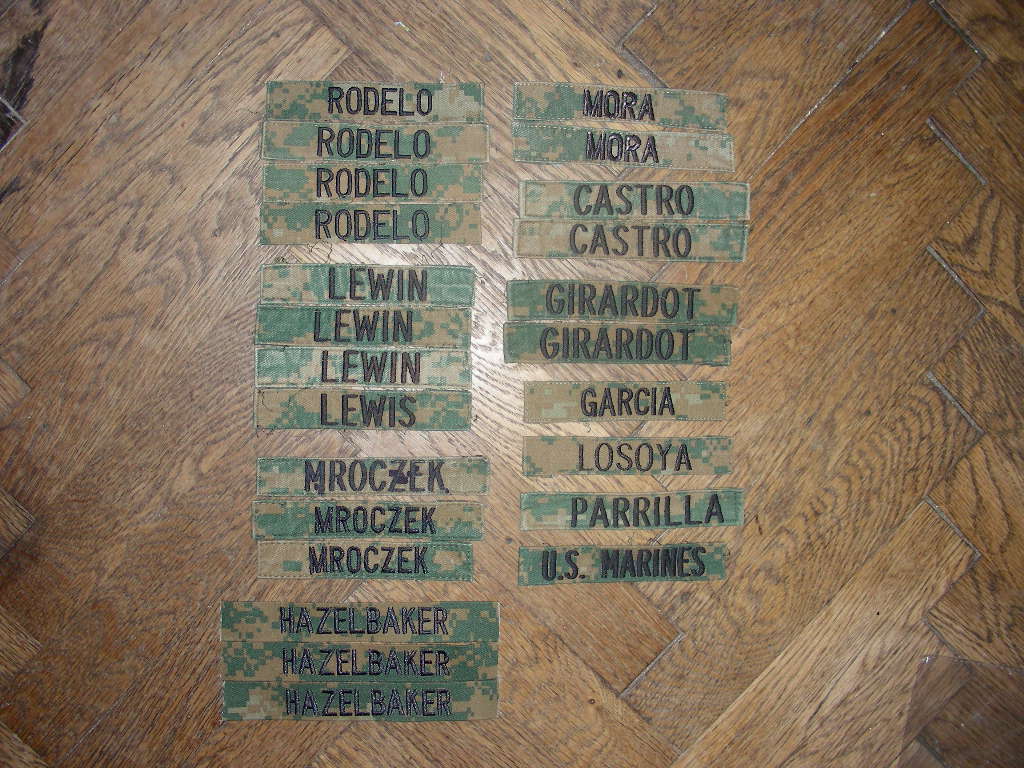 RODELO
RODELO
RODELO
RODELO
LEWIN
LEWIN
LEWIN
LEWIS
MROCZEK
MROCZEK
MROCZEK
HAZELBAKER
HAZELBAKER
HAZELBAKER
MORA
MORA
CASTRO
CASTRO
GIRARDOT
GIRARDOT
GARCIA
LOSOYA
PARRILLA
U.S. MARINES